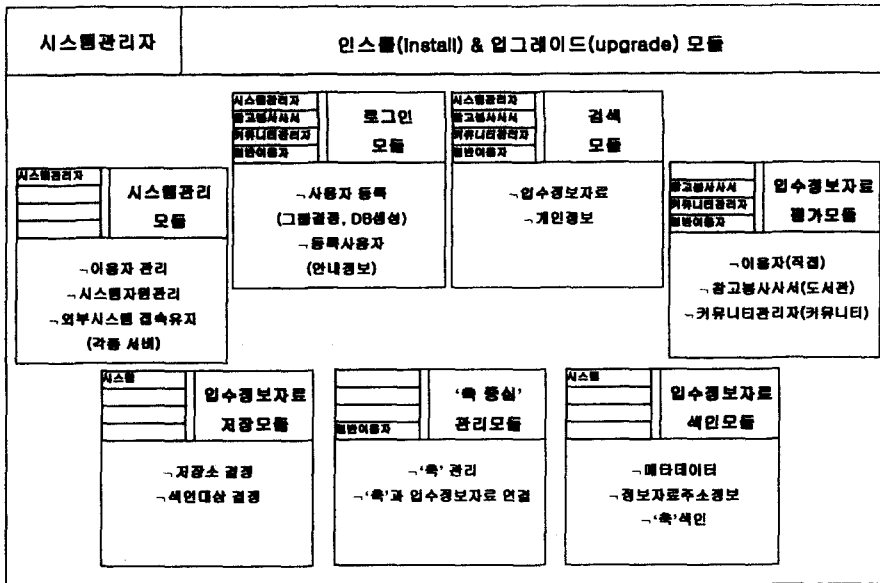 시스템관리자
인스톨(Install) & 업그레이드(upgrade) 모듈
시스템관리자
참고봉사사서
커뮤니티관리자
일반이용자
로그인
모듈
¬사용자 등록
(그룹결정, DB생성)
¬등록사용자
(안내정보)
시스템관리자
참고봉사사서
커뮤니티관리자
일반이용자
검색
모듈
¬입수정보자료
¬개인정보
시스템관리자
시스템관리
모듈
¬이용자 관리
¬시스템자원관리
¬외부시스템 접속유지
(각종 서버)
참고봉사사서
커뮤니티관리자
일반이용자
입수정보자료
평가모듈
¬이용자(직접)
¬참고봉사사서(도서관)
¬커뮤니티관리자(커뮤니티)
시스템
입수정보자료
저장모듈
¬저장소 결정
¬색인대상 결정
일반이용자
‘축 중심’
관리모듈
¬‘축’ 관리
¬‘축’과 입수정보자료 연결
시스템
입수정보자료
색인모듈
¬메타데이터
¬정보자료주소정보
¬‘축’색인